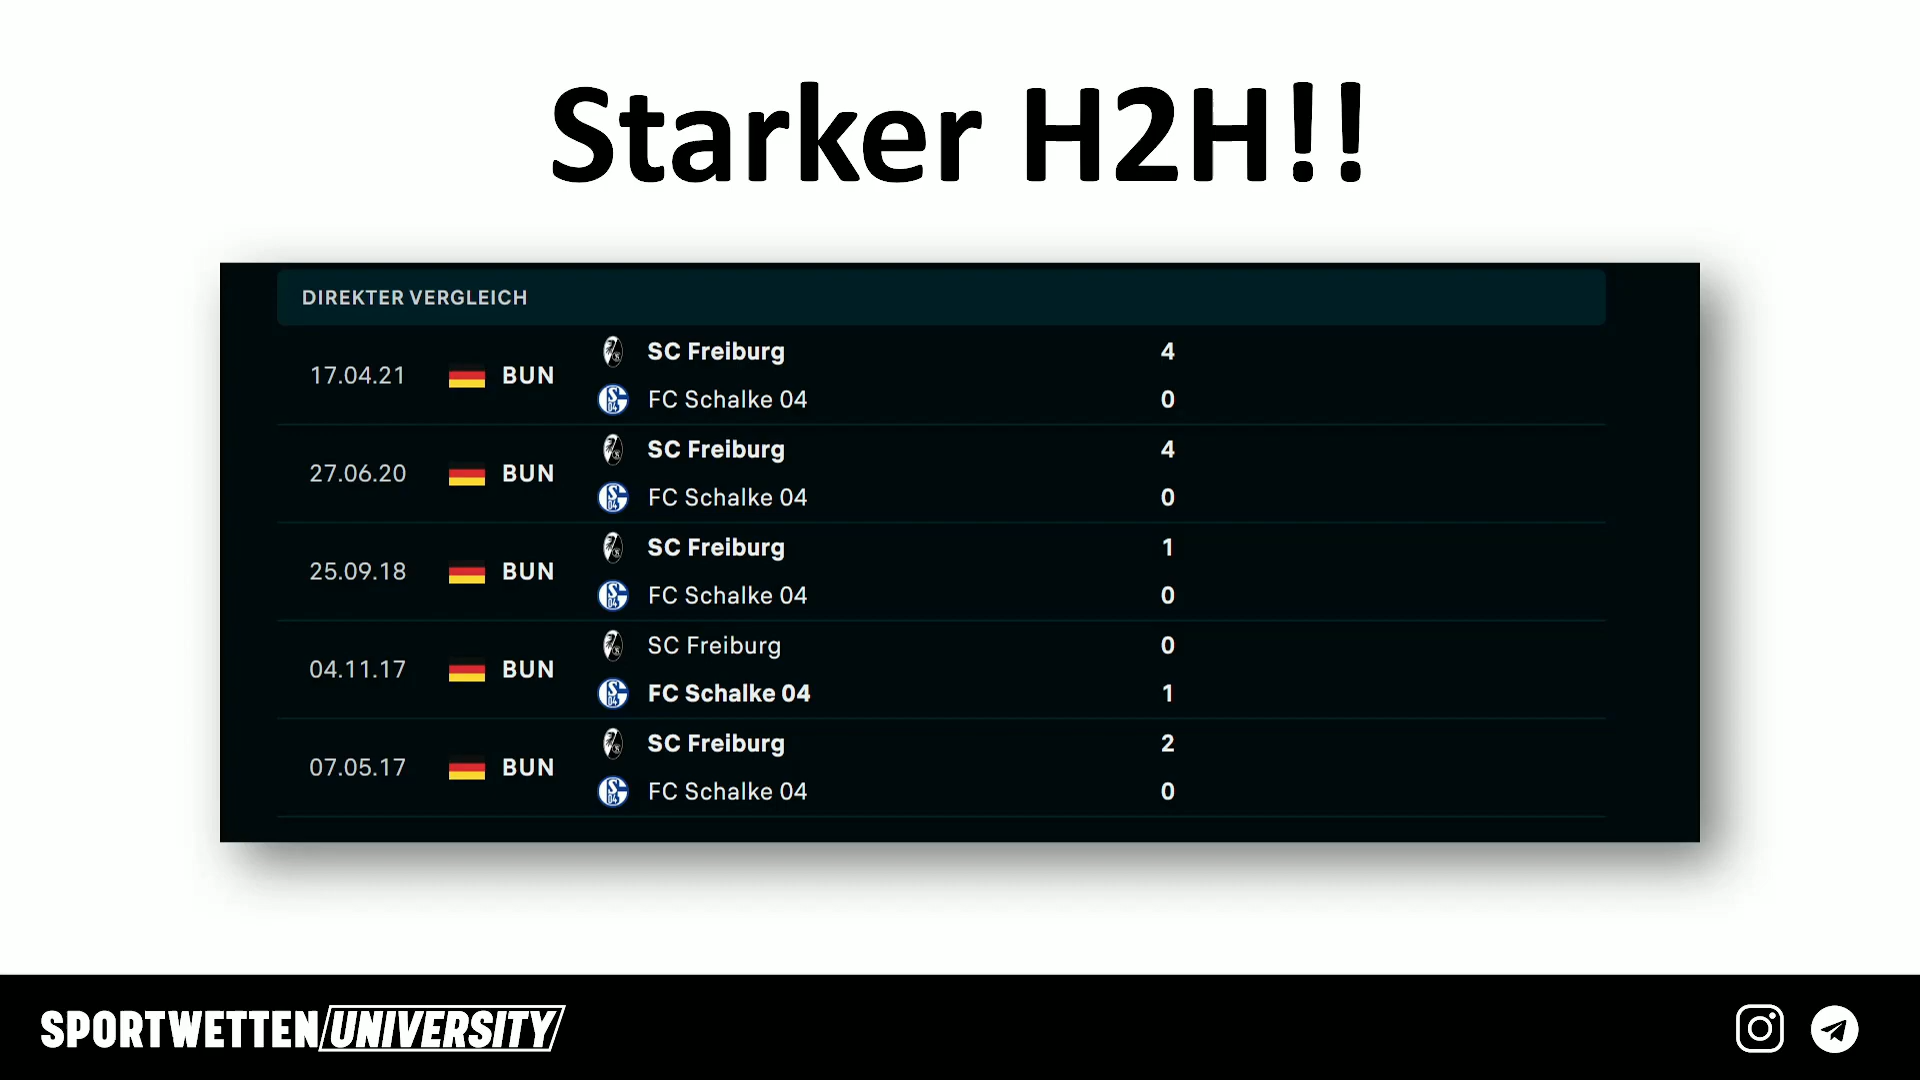 Starker H2H!!
DIREKTER VERGLEICH
17.04.21 BUN SC Freiburg 4
FC Schalke 04 0
27.06.20 BUN SC Freiburg 4
FC Schalke 04 0
25.09.18 BUN SC Freiburg 1
FC Schalke 04 0
04.11.17 BUN SC Freiburg 0
FC Schalke 04 1
07.05.17 BUN SC Freiburg 2
FC Schalke 04 0
SPORTWETTEN UNIVERSITY